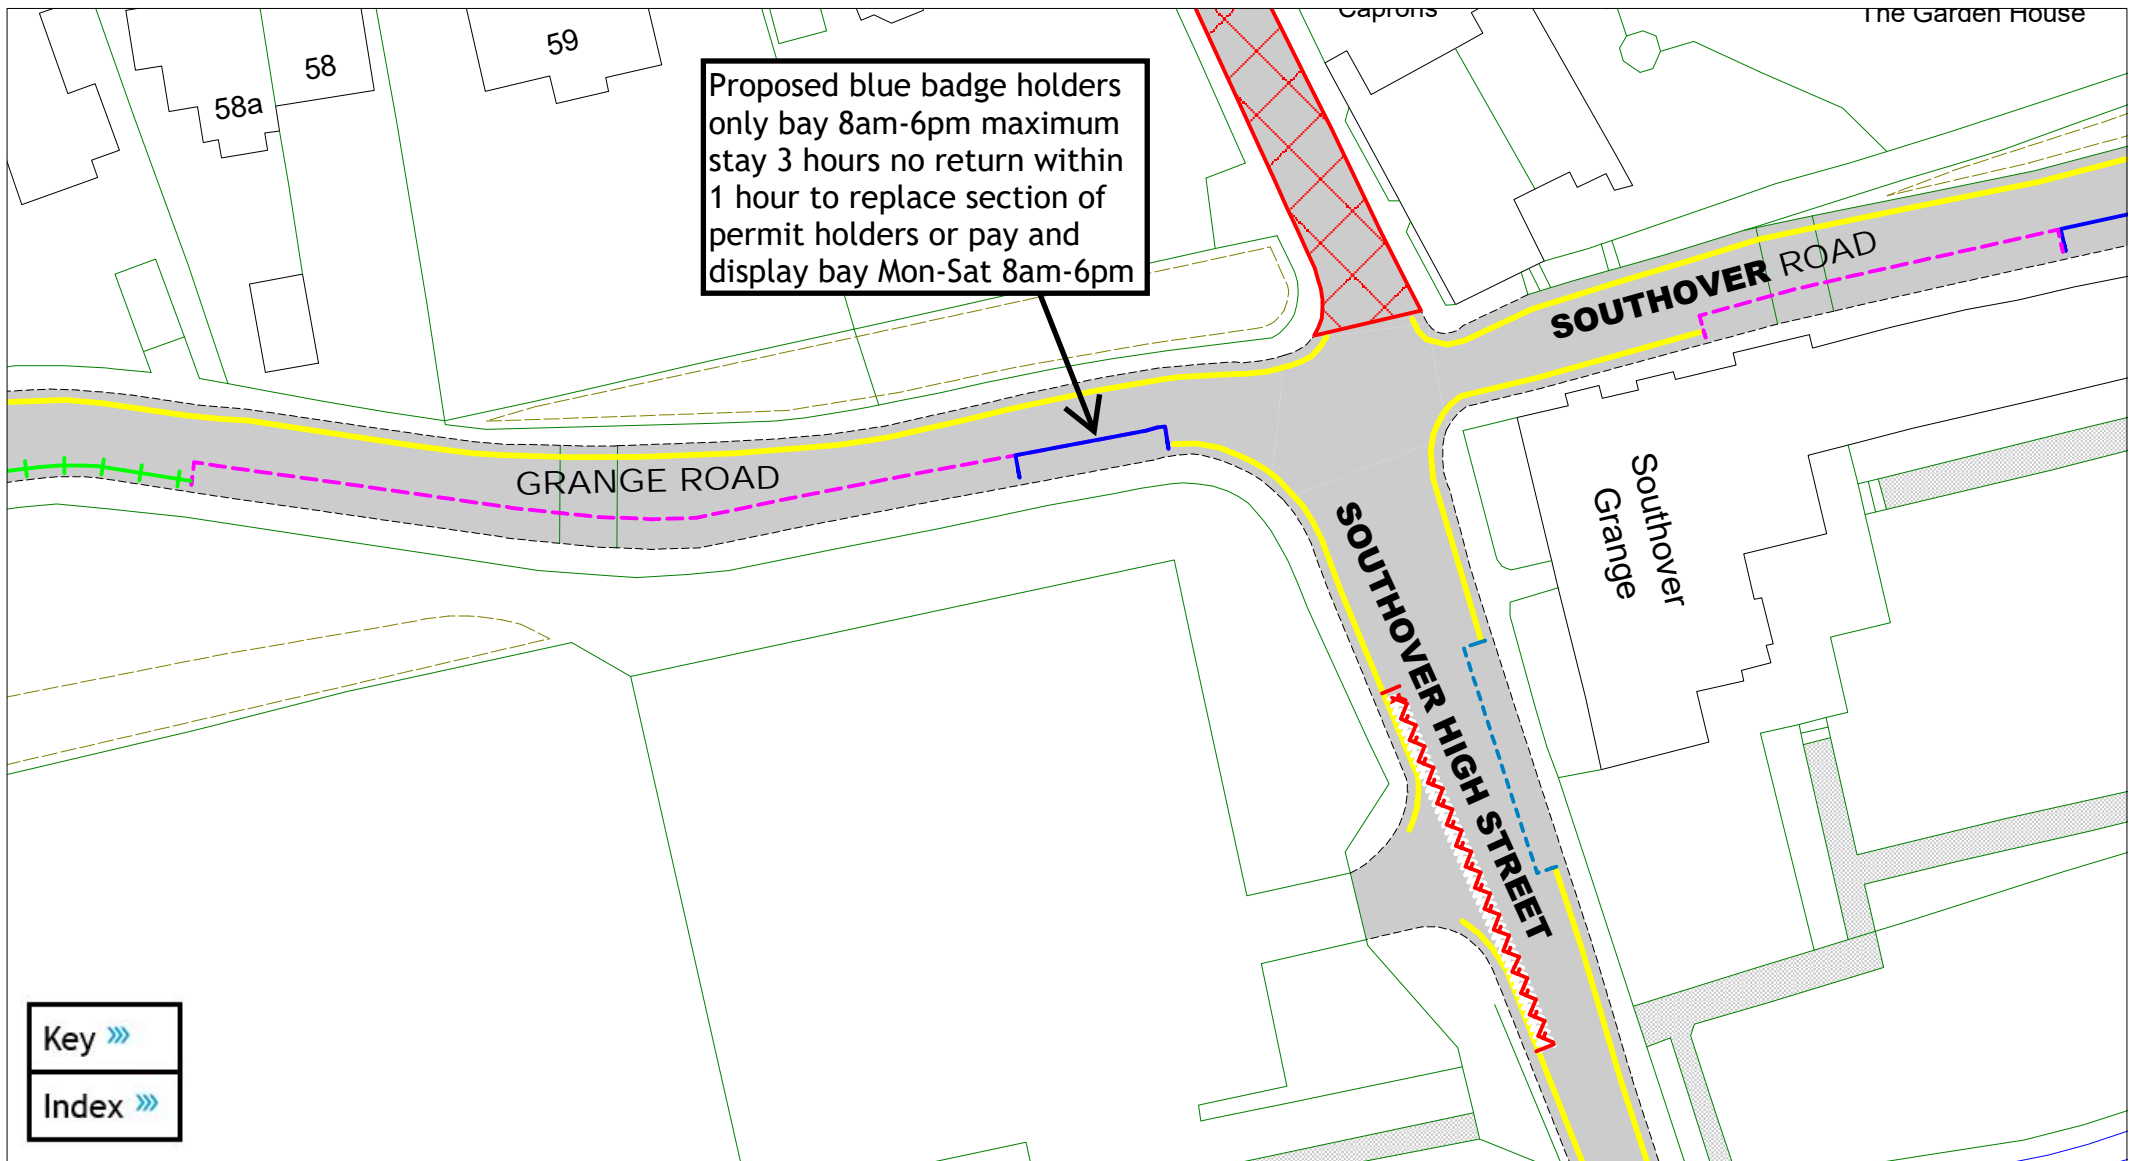 Caprons
The Garden House
59
58
58a
Proposed blue badge holders
only bay 8am-6pm maximum
stay 3 hours no return within
1 hour to replace section of
permit holders or pay and
display bay Mon-Sat 8am-6pm
SOUTHOVER ROAD
GRANGE ROAD
Southover
Grange
SOUTHOVER HIGH STREET
Key
Index